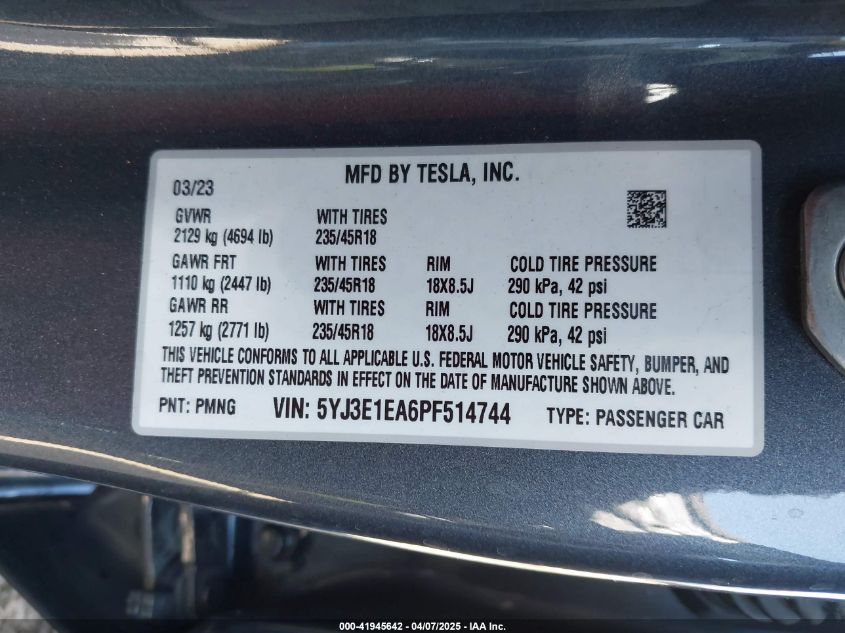 MFD BY TESLA, INC.
03/23
GVWR WITH TIRES
2129 kg (4694 lb) 235/45R18
GAWR FRT WITH TIRES RIM COLD TIRE PRESSURE
1110 kg (2447 lb) 235/45R18 18X8.5J 290 kPa, 42 psi
GAWR RR WITH TIRES RIM COLD TIRE PRESSURE
1257 kg (2771 lb) 235/45R18 18X8.5J 290 kPa, 42 psi
THIS VEHICLE CONFORMS TO ALL APPLICABLE U.S. FEDERAL MOTOR VEHICLE SAFETY, BUMPER, AND
THEFT PREVENTION STANDARDS IN EFFECT ON THE DATE OF MANUFACTURE SHOWN ABOVE.
PNT: PMNG VIN: 5YJ3E1EA6PF514744 TYPE: PASSENGER CAR
000-41945642 - 04/07/2025 - IAA Inc.